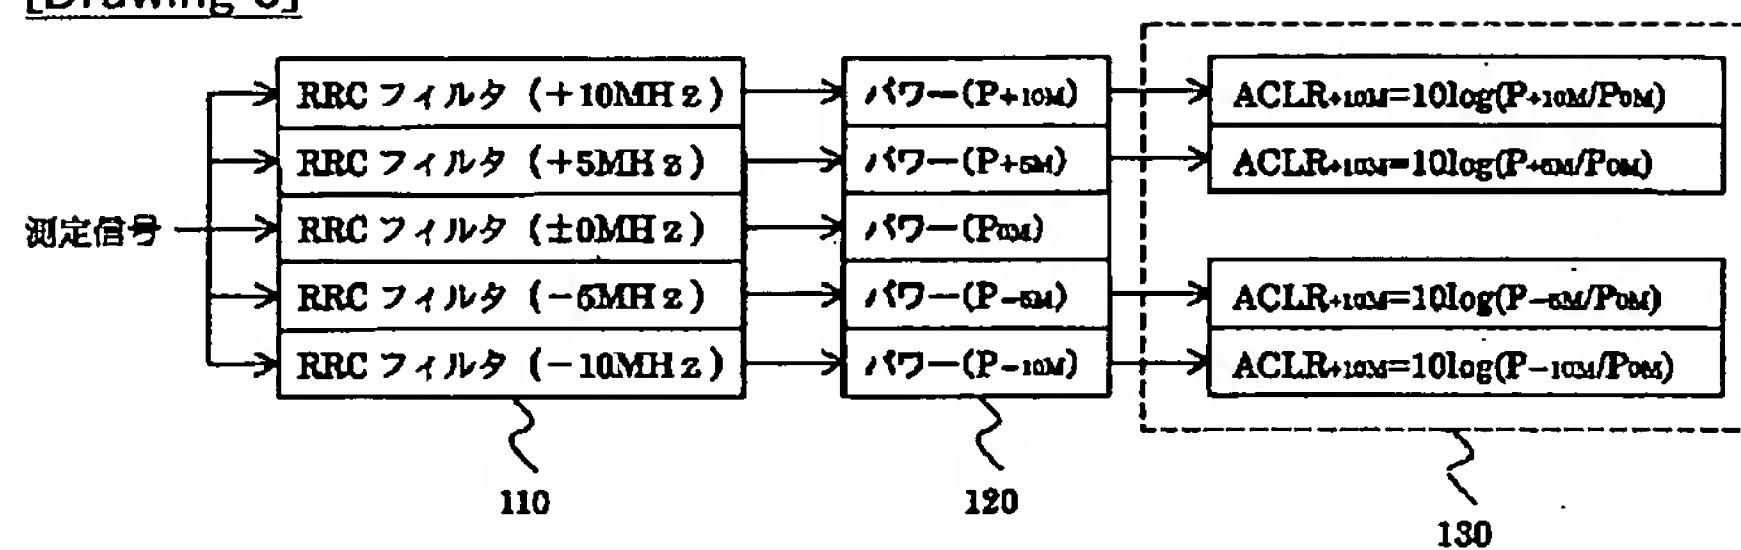 [Drawing 6]
RRC フィルタ (+10MHz) パワー(P+10M) ACLR+10M=10log(P+10M/P0M)
RRC フィルタ (+5MHz) パワー(P+5M) ACLR+10M=10log(P+5M/P0M)
測定信号 RRC フィルタ (±0MHz) パワー(P0M)
RRC フィルタ (-5MHz) パワー(P-5M) ACLR+10M=10log(P-5M/P0M)
RRC フィルタ (-10MHz) パワー(P-10M) ACLR+10M=10log(P-10M/P0M)
110 120 130